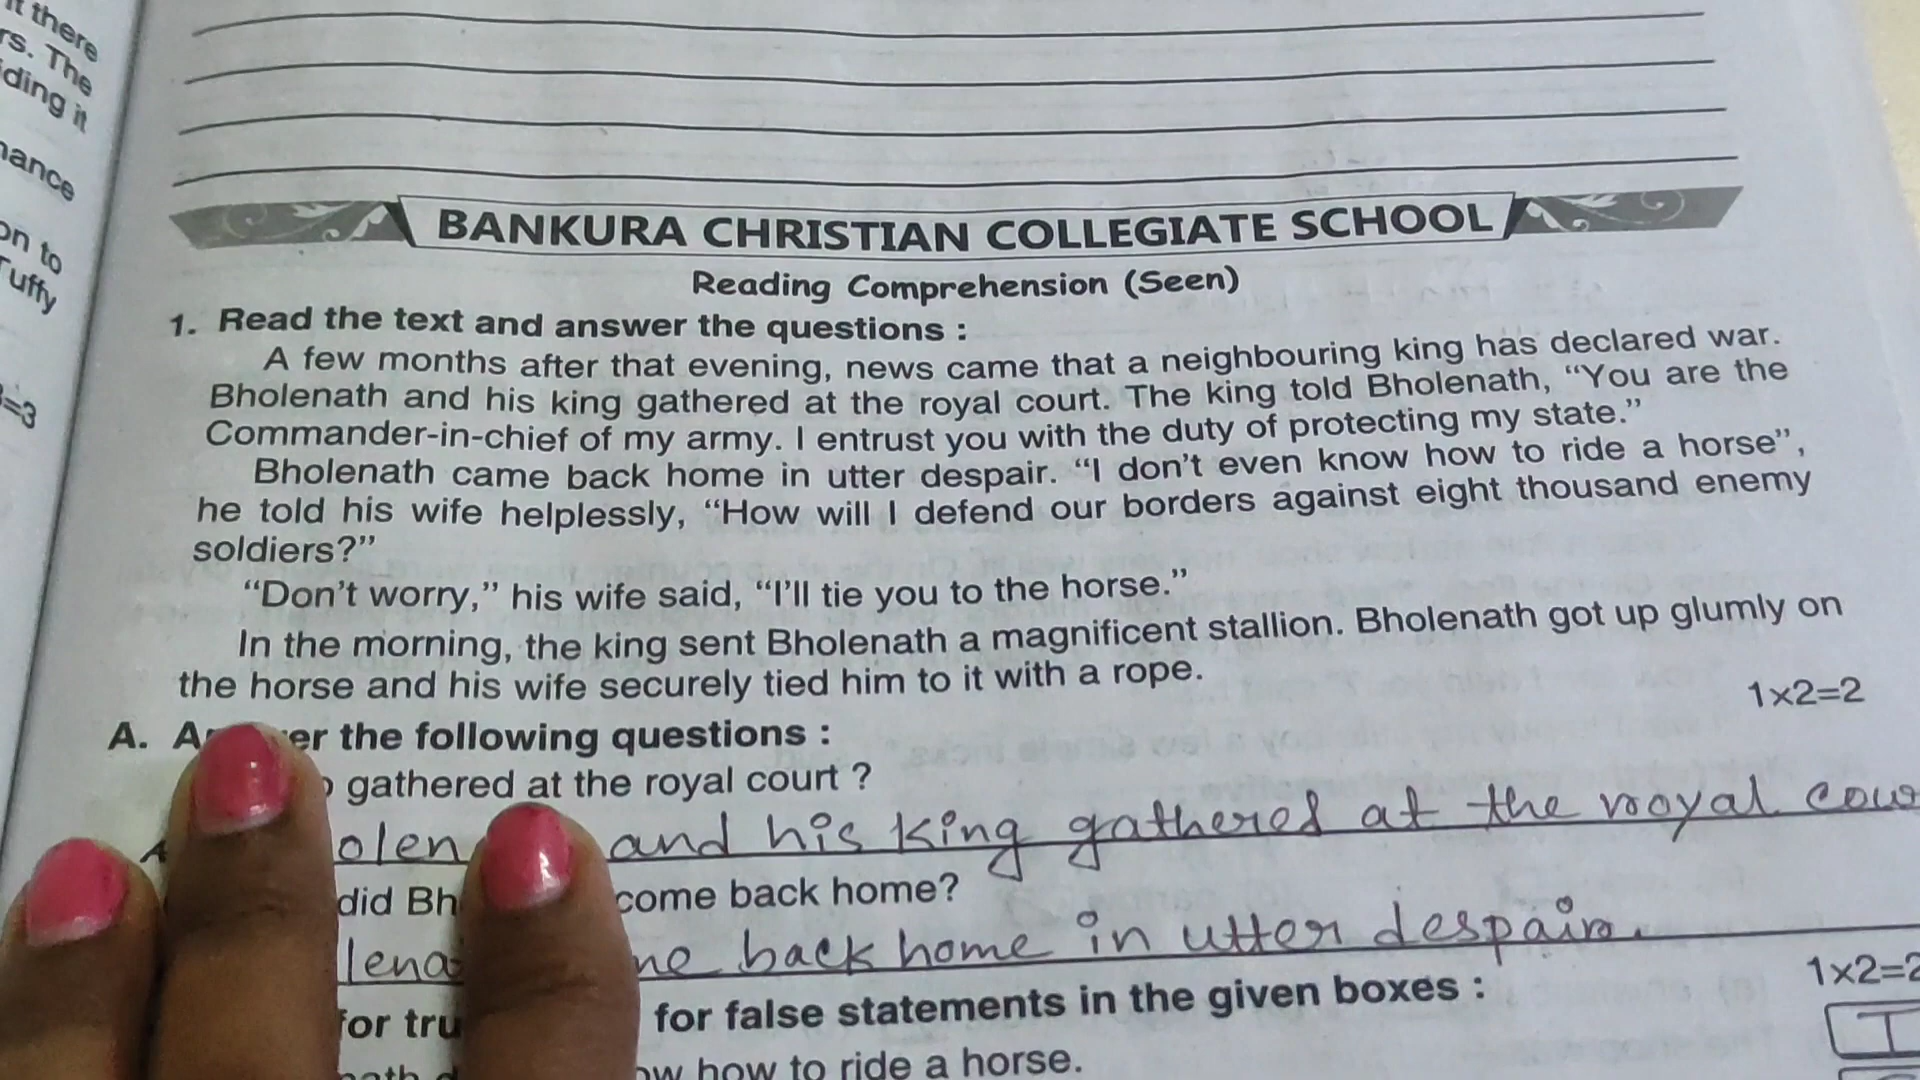 it there
rs. The
ding it
nance
on to
Tuffy
=3
BANKURA CHRISTIAN COLLEGIATE SCHOOL
Reading Comprehension (Seen)
1. Read the text and answer the questions :
A few months after that evening, news came that a neighbouring king has declared war.
Bholenath and his king gathered at the royal court. The king told Bholenath, “You are the
Commander-in-chief of my army. I entrust you with the duty of protecting my state.”
Bholenath came back home in utter despair. “I don’t even know how to ride a horse”,
he told his wife helplessly, “How will I defend our borders against eight thousand enemy
soldiers?”
“Don’t worry,” his wife said, “I’ll tie you to the horse.”
In the morning, the king sent Bholenath a magnificent stallion. Bholenath got up glumly on
the horse and his wife securely tied him to it with a rope.
1×2=2
A. the following questions :
gathered at the royal court ?
olen and his king gathered at the royal cour
did Bh come back home?
lena me back home in utter despair.
for tru for false statements in the given boxes :
1×2=2
T
ow how to ride a horse.